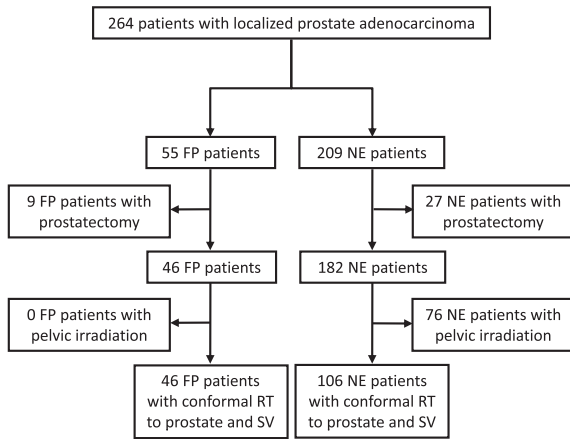 264 patients with localized prostate adenocarcinoma
55 FP patients
209 NE patients
9 FP patients with
prostatectomy
27 NE patients with
prostatectomy
46 FP patients
182 NE patients
0 FP patients with
pelvic irradiation
76 NE patients with
pelvic irradiation
46 FP patients
with conformal RT
to prostate and SV
106 NE patients
with conformal RT
to prostate and SV